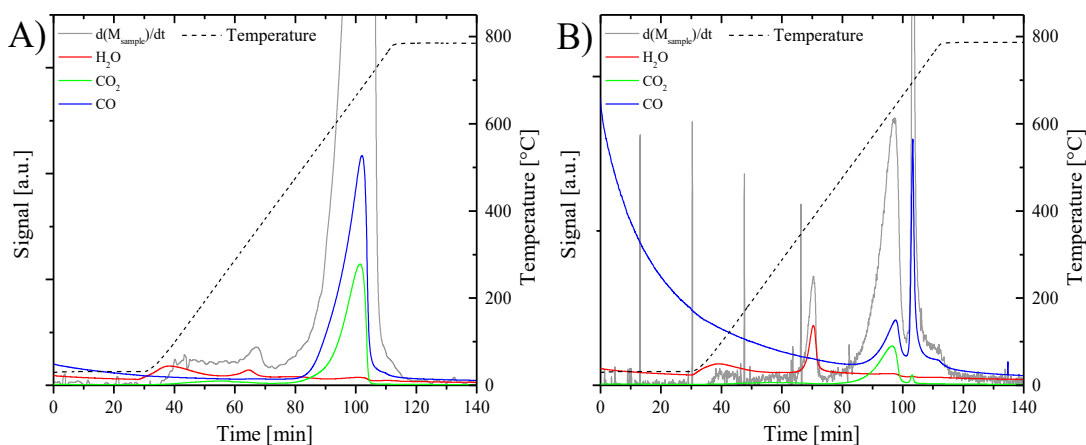 A)
d(M_sample)/dt
Temperature
H₂O
CO₂
CO
Signal [a.u.]
Temperature [°C]
800
600
400
200
0
0 20 40 60 80 100 120 140
Time [min]
B)
d(M_sample)/dt
Temperature
H₂O
CO₂
CO
Signal [a.u.]
Temperature [°C]
800
600
400
200
0
0 20 40 60 80 100 120 140
Time [min]